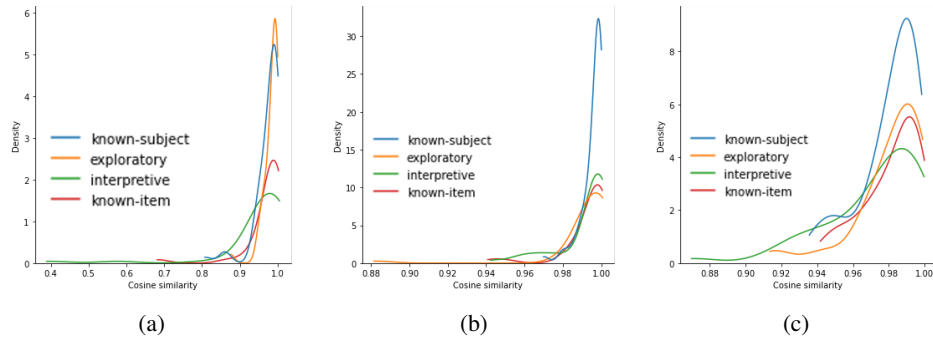 6
5
4
3
2
1
0
Density
known-subject
exploratory
interpretive
known-item
0.4 0.5 0.6 0.7 0.8 0.9 1.0
Cosine similarity
(a)
30
25
20
15
10
5
0
Density
known-subject
exploratory
interpretive
known-item
0.88 0.90 0.92 0.94 0.96 0.98 1.00
Cosine similarity
(b)
8
6
4
2
0
Density
known-subject
exploratory
interpretive
known-item
0.88 0.90 0.92 0.94 0.96 0.98 1.00
Cosine similarity
(c)